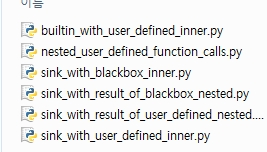 이름
builtin_with_user_defined_inner.py
nested_user_defined_function_calls.py
sink_with_blackbox_inner.py
sink_with_result_of_blackbox_nested.py
sink_with_result_of_user_defined_nested....
sink_with_user_defined_inner.py